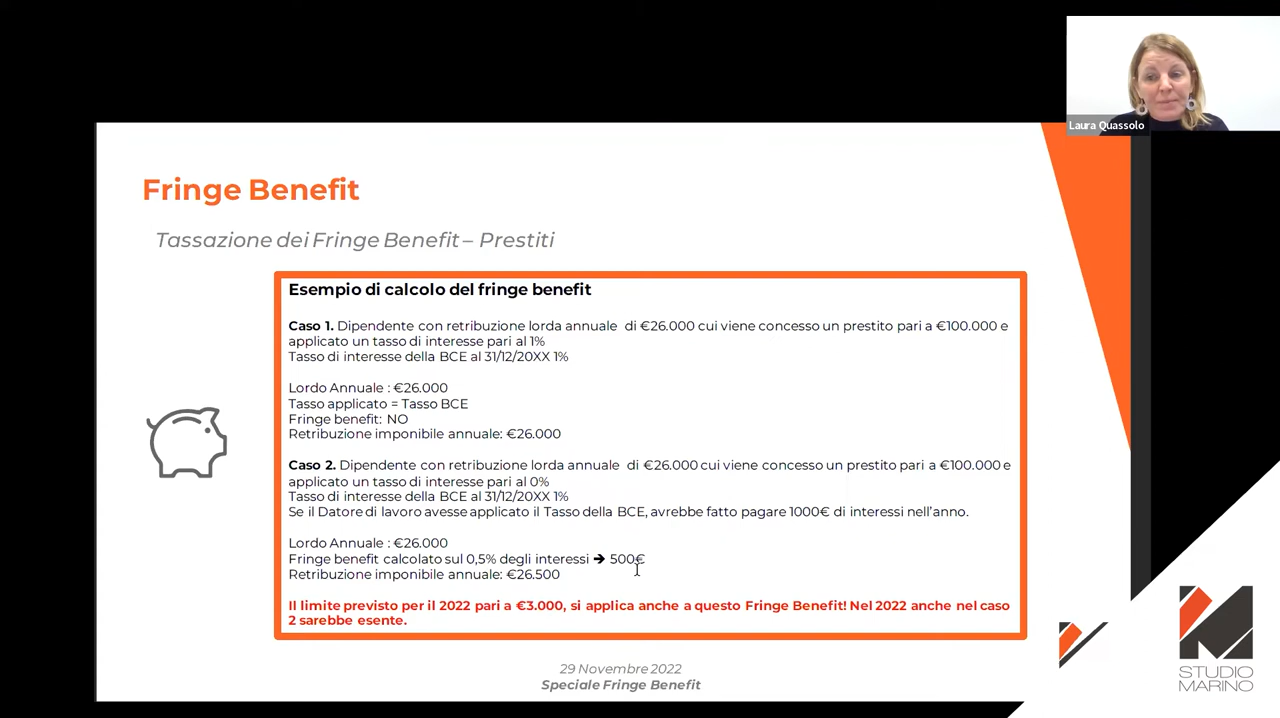 Laura Quassolo
Fringe Benefit
Tassazione dei Fringe Benefit – Prestiti
Esempio di calcolo del fringe benefit
Caso 1. Dipendente con retribuzione lorda annuale di €26.000 cui viene concesso un prestito pari a €100.000 e
applicato un tasso di interesse pari al 1%
Tasso di interesse della BCE al 31/12/20XX 1%
Lordo Annuale : €26.000
Tasso applicato = Tasso BCE
Fringe benefit: NO
Retribuzione imponibile annuale: €26.000
Caso 2. Dipendente con retribuzione lorda annuale di €26.000 cui viene concesso un prestito pari a €100.000 e
applicato un tasso di interesse pari al 0%
Tasso di interesse della BCE al 31/12/20XX 1%
Se il Datore di lavoro avesse applicato il Tasso della BCE, avrebbe fatto pagare 1000€ di interessi nell'anno.
Lordo Annuale : €26.000
Fringe benefit calcolato sul 0,5% degli interessi → 500€
Retribuzione imponibile annuale: €26.500
Il limite previsto per il 2022 pari a €3.000, si applica anche a questo Fringe Benefit! Nel 2022 anche nel caso
2 sarebbe esente.
29 Novembre 2022
Speciale Fringe Benefit
STUDIO
MARINO